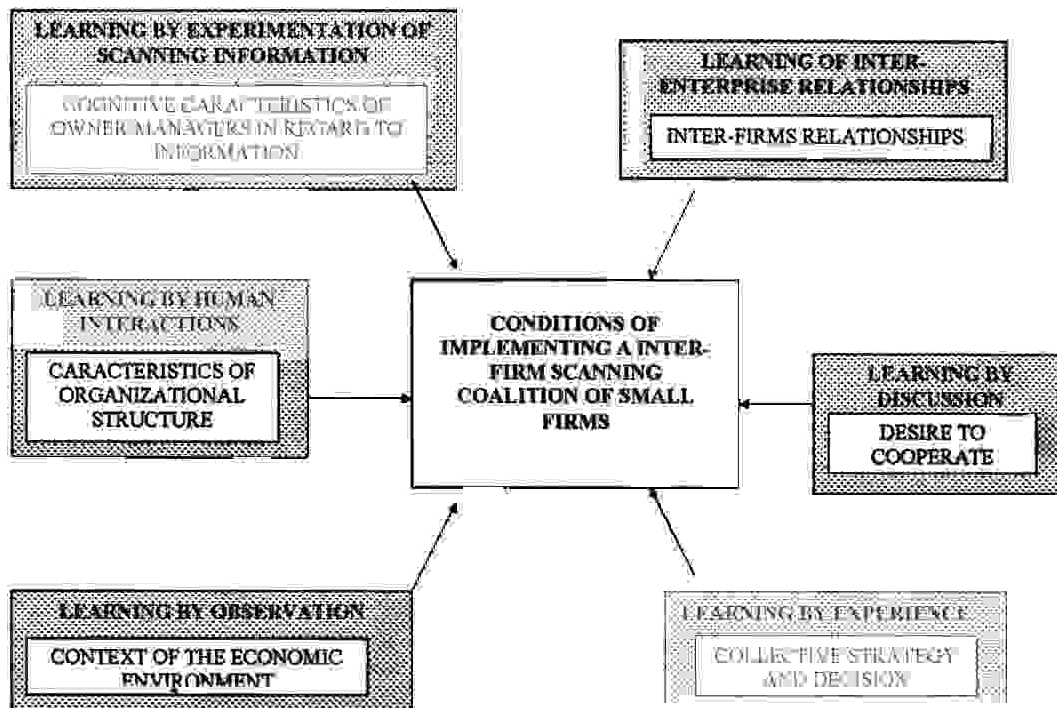 LEARNING BY EXPERIMENTATION OF
SCANNING INFORMATION
COGNITIVE CARACTERISTICS OF
OWNER MANAGERS IN REGARD TO
INFORMATION
LEARNING OF INTER-
ENTERPRISE RELATIONSHIPS
INTER-FIRMS RELATIONSHIPS
LEARNING BY HUMAN
INTERACTIONS
CARACTERISTICS OF
ORGANIZATIONAL
STRUCTURE
CONDITIONS OF
IMPLEMENTING A INTER-
FIRM SCANNING
COALITION OF SMALL
FIRMS
LEARNING BY
DISCUSSION
DESIRE TO
COOPERATE
LEARNING BY OBSERVATION
CONTEXT OF THE ECONOMIC
ENVIRONMENT
LEARNING BY EXPERIENCE
COLLECTIVE STRATEGY
AND DECISION